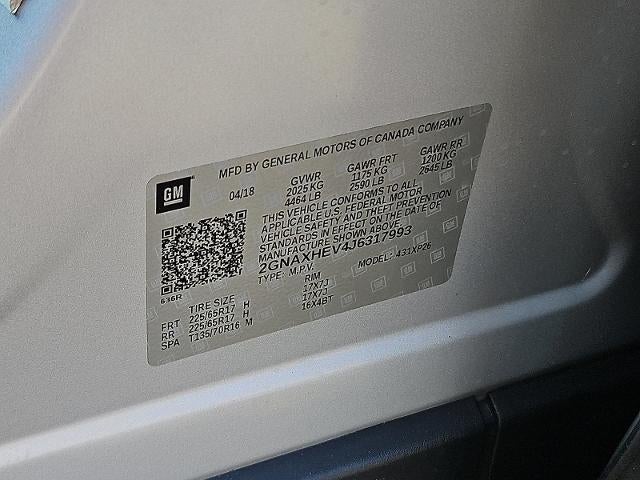 MFD BY GENERAL MOTORS OF CANADA COMPANY
GM
04/18
GVWR GAWR FRT GAWR RR
2025 KG 1175 KG 1200 KG
4464 LB 2590 LB 2645 LB
THIS VEHICLE CONFORMS TO ALL
APPLICABLE U.S. FEDERAL MOTOR
VEHICLE SAFETY AND THEFT PREVENTION
STANDARDS IN EFFECT ON THE DATE OF
MANUFACTURE SHOWN ABOVE.
2GNAXHEV4J6317993
TYPE: M.P.V. MODEL: 431XP26
TIRE SIZE RIM
FRT 225/65R17 H 17X7J
RR 225/65R17 H 17X7J
SPA T135/70R16 M 16X4BT